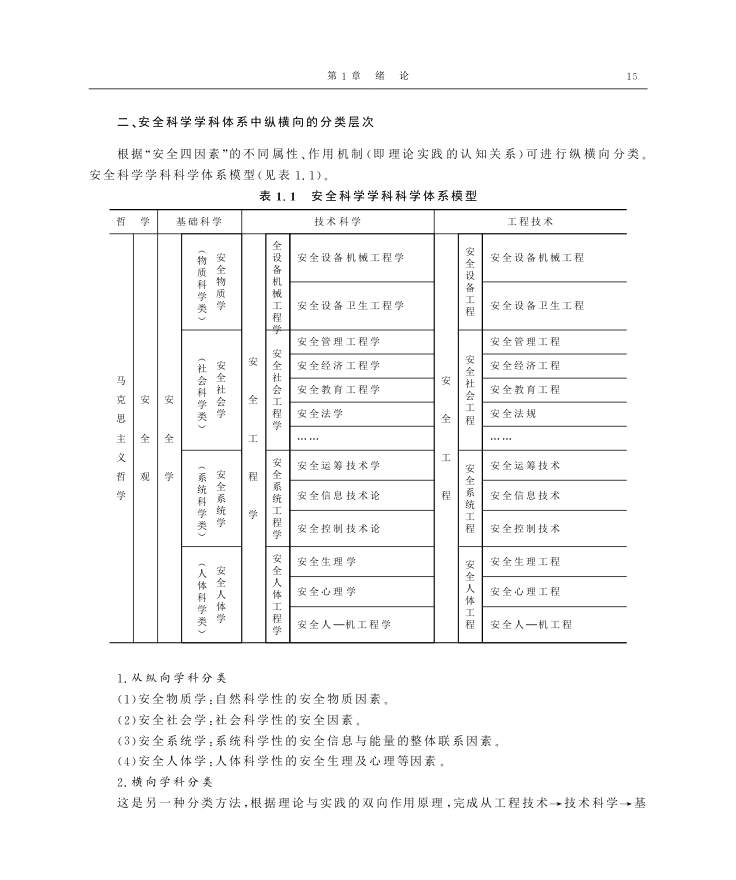 第 1 章 绪 论 15
二、安全科学学科体系中纵横向的分类层次
根据“安全四因素”的不同属性、作用机制(即理论实践的认知关系)可进行纵横向分类。
安全科学学科科学体系模型(见表 1.1)。
表 1.1 安全科学学科科学体系模型
哲 学 基础科学 技术科学 工程技术
马克思主义哲学
安全观
安全学
安全物质学
(物质科学类)
安全工程学
全设备机械工程学
安全设备机械工程学
安全设备卫生工程学
安全工程
安全设备工程
安全设备机械工程
安全设备卫生工程
安全社会学
(社会科学类)
安全社会工程学
安全管理工程学
安全经济工程学
安全教育工程学
安全法学
……
安全社会工程
安全管理工程
安全经济工程
安全教育工程
安全法规
……
安全系统学
(系统科学类)
安全系统工程学
安全运筹技术学
安全信息技术论
安全控制技术论
安全系统工程
安全运筹技术
安全信息技术
安全控制技术
安全人体学
(人体科学类)
安全人体工程学
安全生理学
安全心理学
安全人—机工程学
安全人体工程
安全生理工程
安全心理工程
安全人—机工程
1.从纵向学科分类
(1)安全物质学:自然科学性的安全物质因素。
(2)安全社会学:社会科学性的安全因素。
(3)安全系统学:系统科学性的安全信息与能量的整体联系因素。
(4)安全人体学:人体科学性的安全生理及心理等因素。
2.横向学科分类
这是另一种分类方法,根据理论与实践的双向作用原理,完成从工程技术→技术科学→基